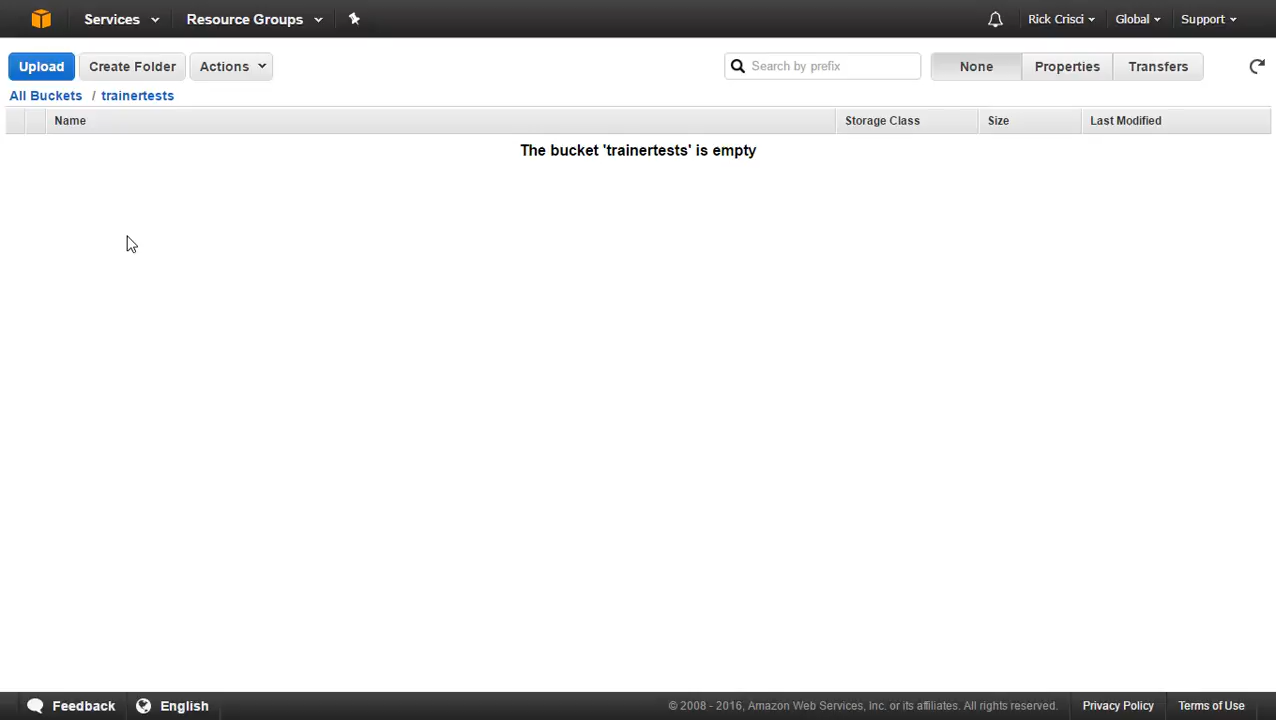 Services Resource Groups Rick Crisci Global Support
Upload Create Folder Actions Search by prefix None Properties Transfers
All Buckets / trainertests
Name Storage Class Size Last Modified
The bucket 'trainertests' is empty
Feedback English © 2008 - 2016, Amazon Web Services, Inc. or its affiliates. All rights reserved. Privacy Policy Terms of Use